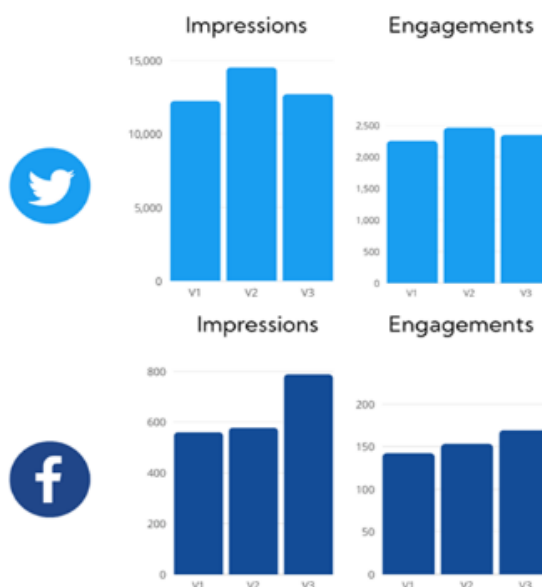 Impressions
15,000
10,000
5,000
0
V1 V2 V3
Engagements
2,500
2,000
1,500
1,000
500
0
V1 V2 V3
Impressions
800
600
400
200
0
V1 V2 V3
Engagements
200
150
100
50
0
V1 V2 V3